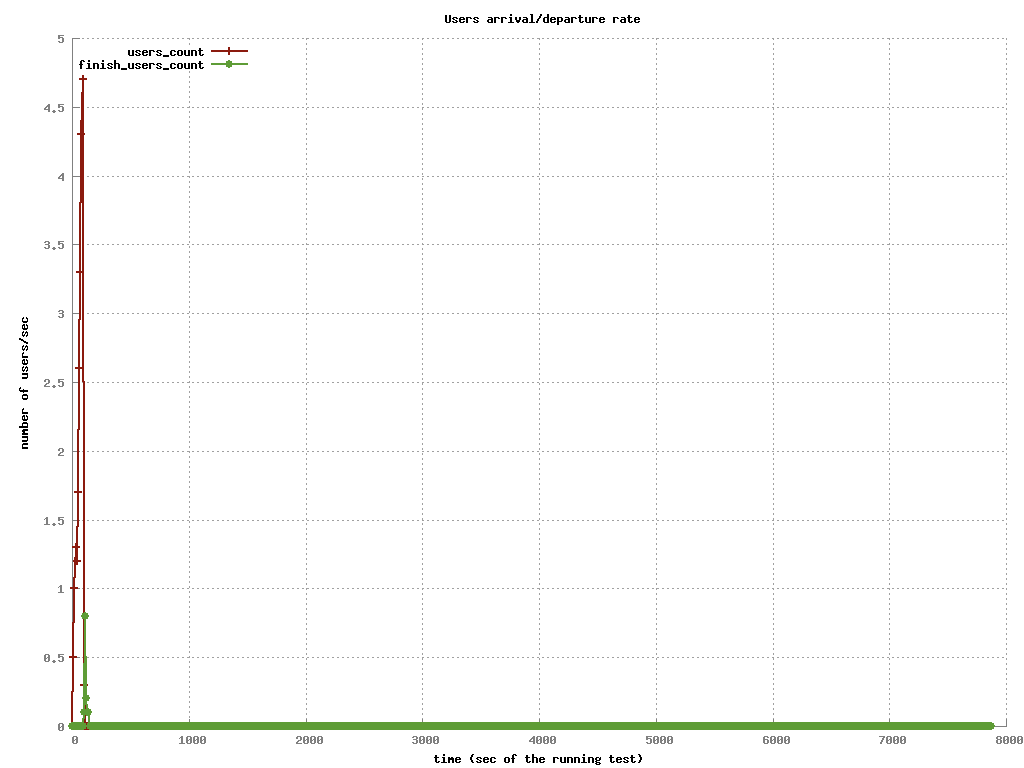 Users arrival/departure rate
users_count
finish_users_count
5
4.5
4
3.5
3
2.5
2
1.5
1
0.5
0
number of users/sec
0 1000 2000 3000 4000 5000 6000 7000 8000
time (sec of the running test)